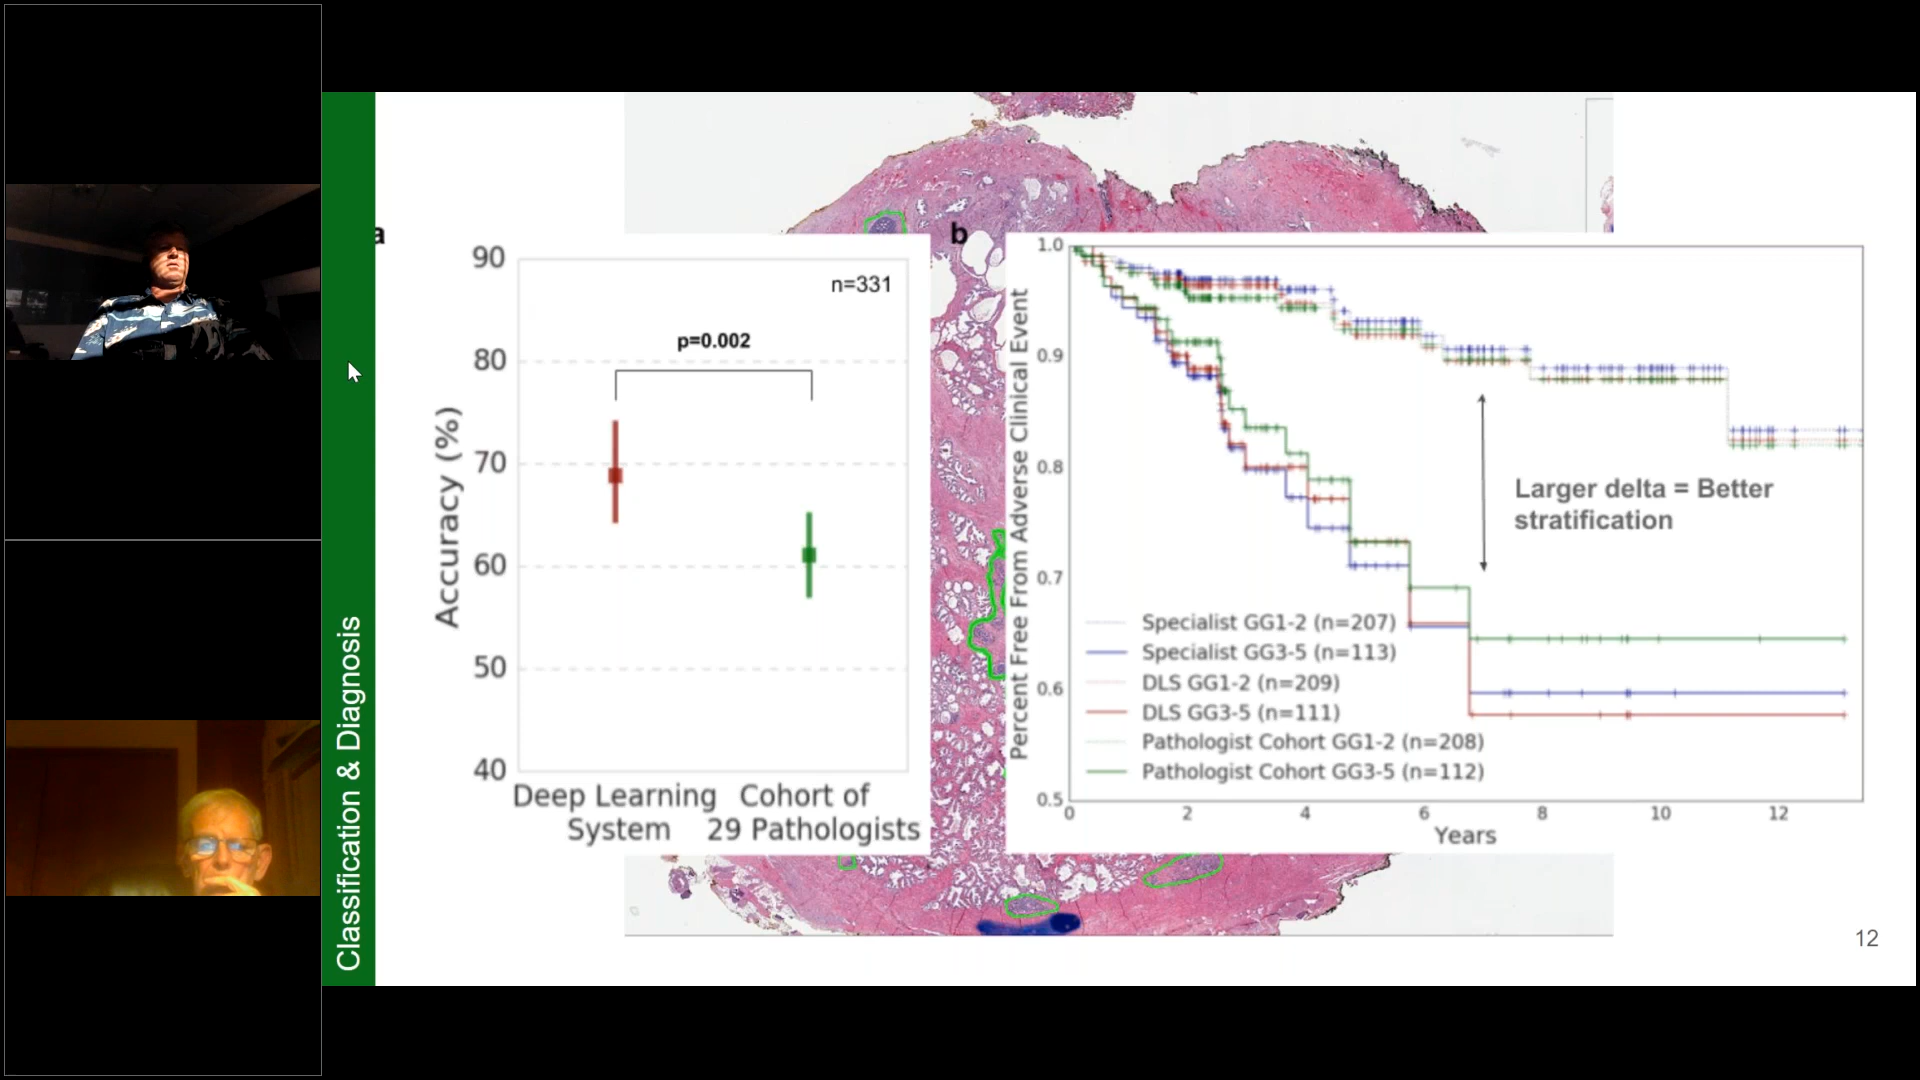 Classification & Diagnosis
a
90
80
70
60
50
40
Accuracy (%)
n=331
p=0.002
Deep Learning
System
Cohort of
29 Pathologists
b
Percent Free From Adverse Clinical Event
1.0
0.9
0.8
0.7
0.6
0.5
Larger delta = Better
stratification
Specialist GG1-2 (n=207)
Specialist GG3-5 (n=113)
DLS GG1-2 (n=209)
DLS GG3-5 (n=111)
Pathologist Cohort GG1-2 (n=208)
Pathologist Cohort GG3-5 (n=112)
0 2 4 6 8 10 12
Years
12